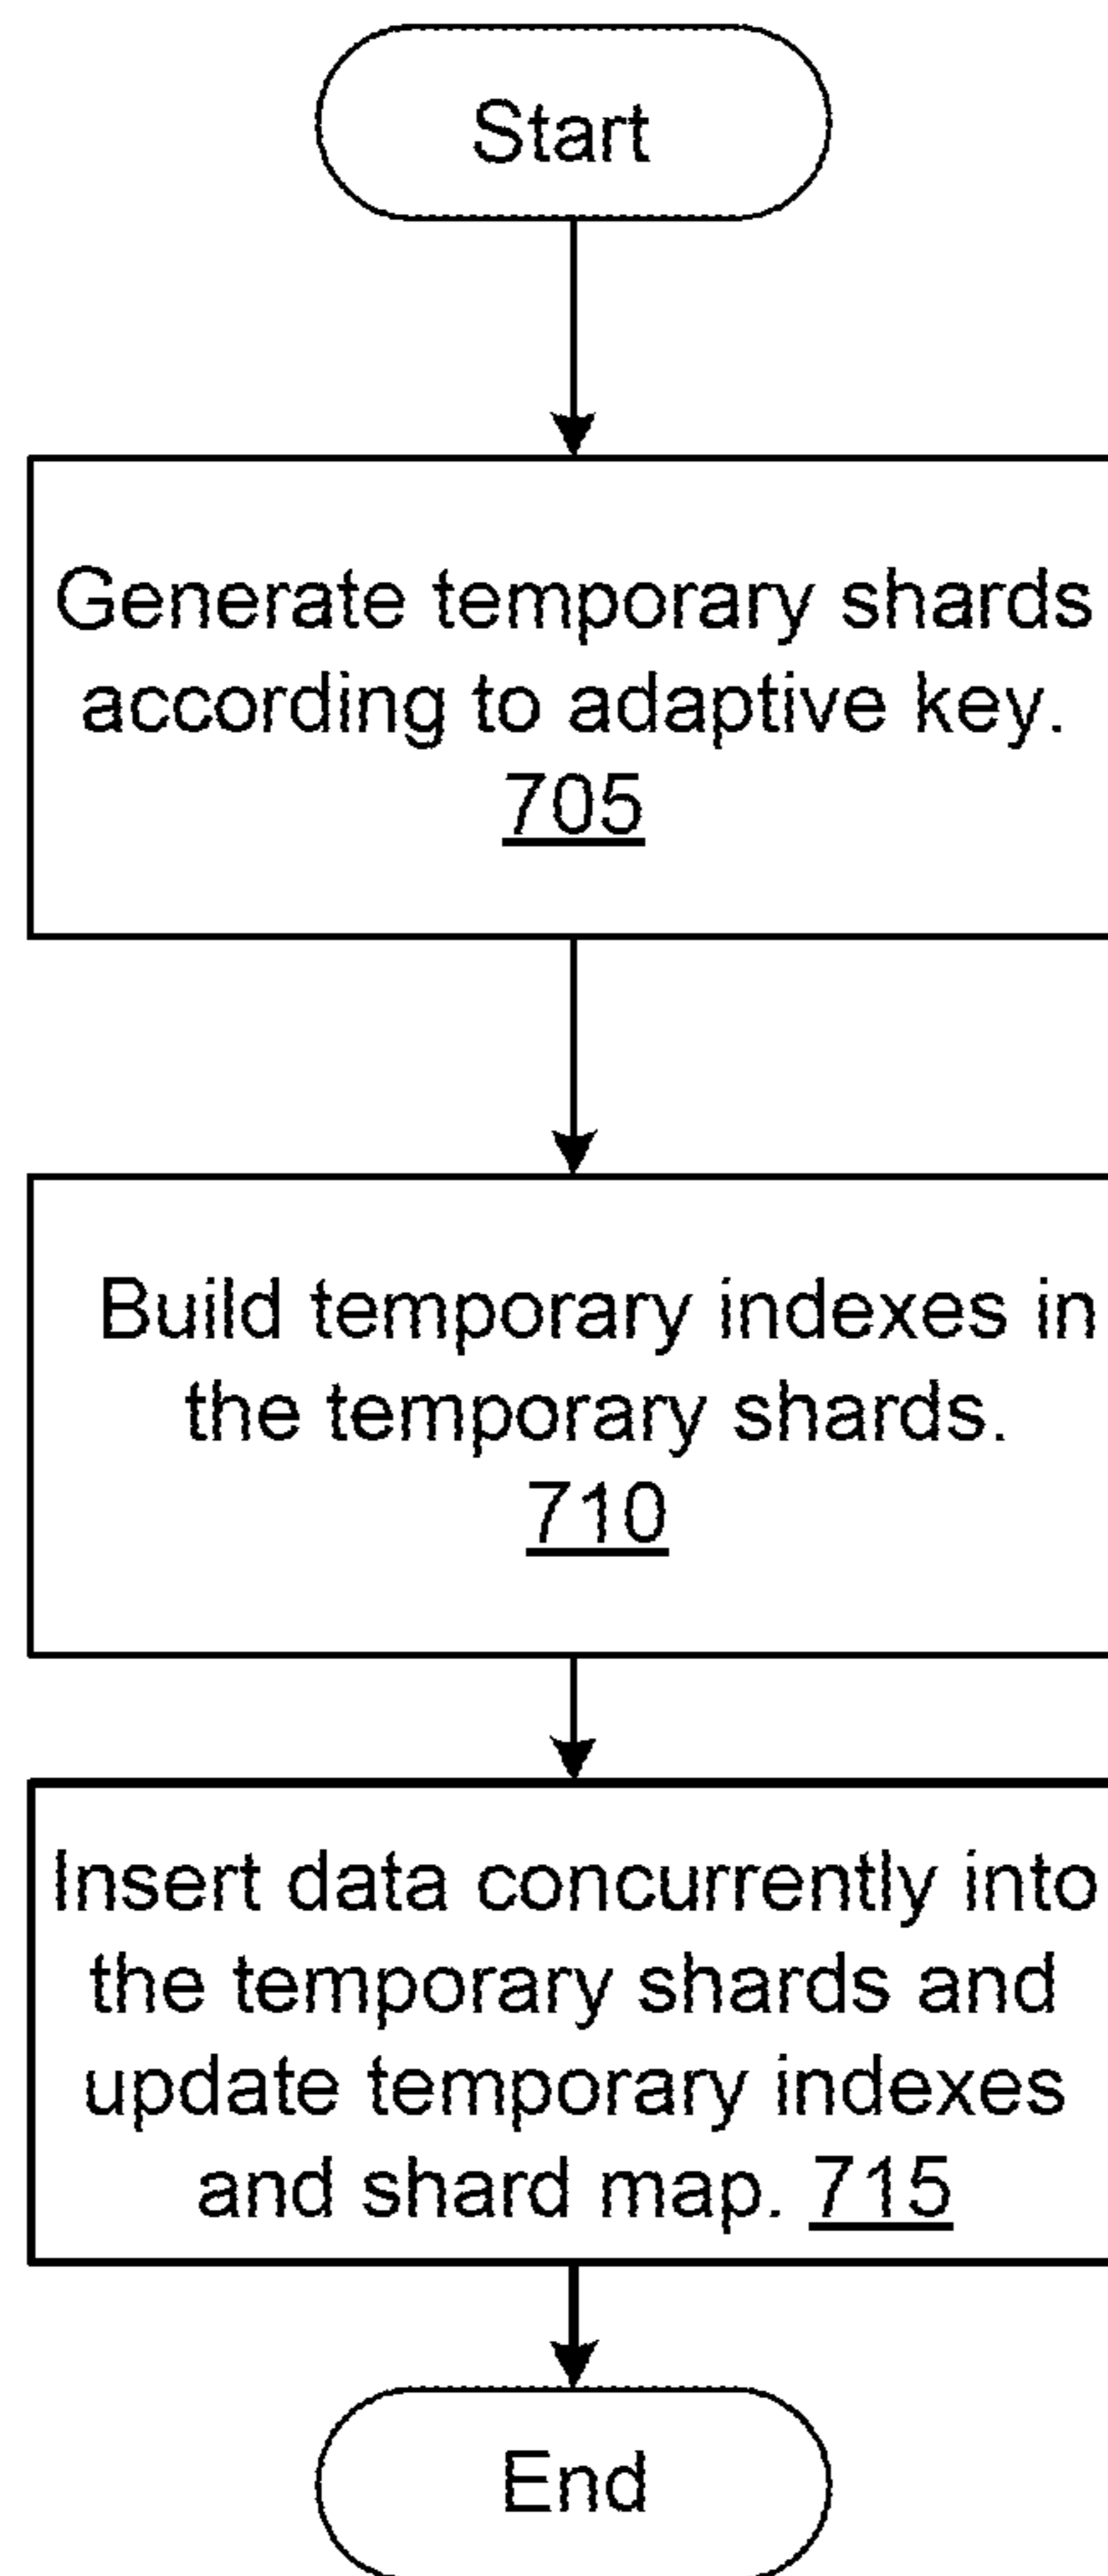 Start
Generate temporary shards
according to adaptive key.
705
Build temporary indexes in
the temporary shards.
710
Insert data concurrently into
the temporary shards and
update temporary indexes
and shard map. 715
End